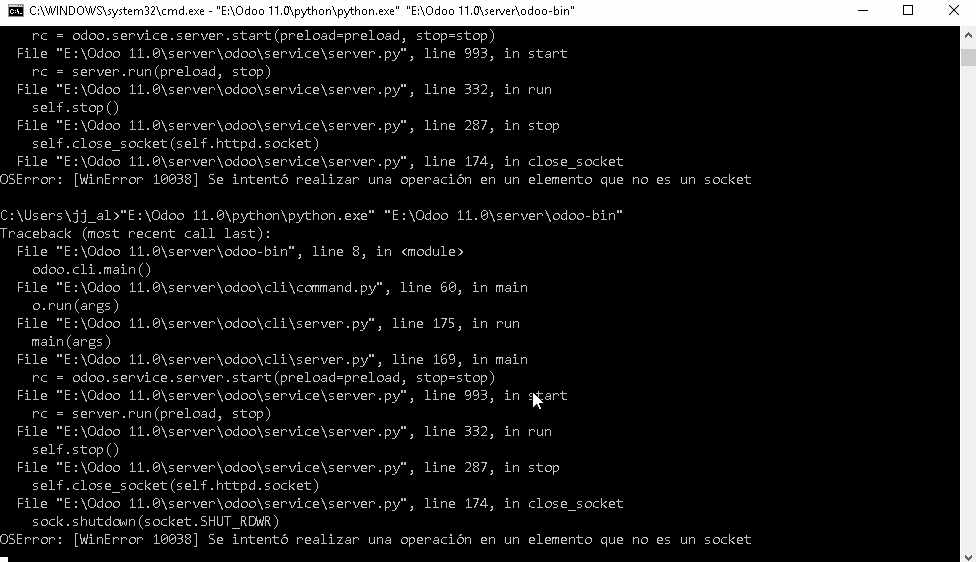 C:\WINDOWS\system32\cmd.exe - "E:\Odoo 11.0\python\python.exe" "E:\Odoo 11.0\server\odoo-bin"
    rc = odoo.service.server.start(preload=preload, stop=stop)
  File "E:\Odoo 11.0\server\odoo\service\server.py", line 993, in start
    rc = server.run(preload, stop)
  File "E:\Odoo 11.0\server\odoo\service\server.py", line 332, in run
    self.stop()
  File "E:\Odoo 11.0\server\odoo\service\server.py", line 287, in stop
    self.close_socket(self.httpd.socket)
  File "E:\Odoo 11.0\server\odoo\service\server.py", line 174, in close_socket
OSError: [WinError 10038] Se intentó realizar una operación en un elemento que no es un socket
C:\Users\jj_al>"E:\Odoo 11.0\python\python.exe" "E:\Odoo 11.0\server\odoo-bin"
Traceback (most recent call last):
  File "E:\Odoo 11.0\server\odoo-bin", line 8, in <module>
    odoo.cli.main()
  File "E:\Odoo 11.0\server\odoo\cli\command.py", line 60, in main
    o.run(args)
  File "E:\Odoo 11.0\server\odoo\cli\server.py", line 175, in run
    main(args)
  File "E:\Odoo 11.0\server\odoo\cli\server.py", line 169, in main
    rc = odoo.service.server.start(preload=preload, stop=stop)
  File "E:\Odoo 11.0\server\odoo\service\server.py", line 993, in start
    rc = server.run(preload, stop)
  File "E:\Odoo 11.0\server\odoo\service\server.py", line 332, in run
    self.stop()
  File "E:\Odoo 11.0\server\odoo\service\server.py", line 287, in stop
    self.close_socket(self.httpd.socket)
  File "E:\Odoo 11.0\server\odoo\service\server.py", line 174, in close_socket
    sock.shutdown(socket.SHUT_RDWR)
OSError: [WinError 10038] Se intentó realizar una operación en un elemento que no es un socket